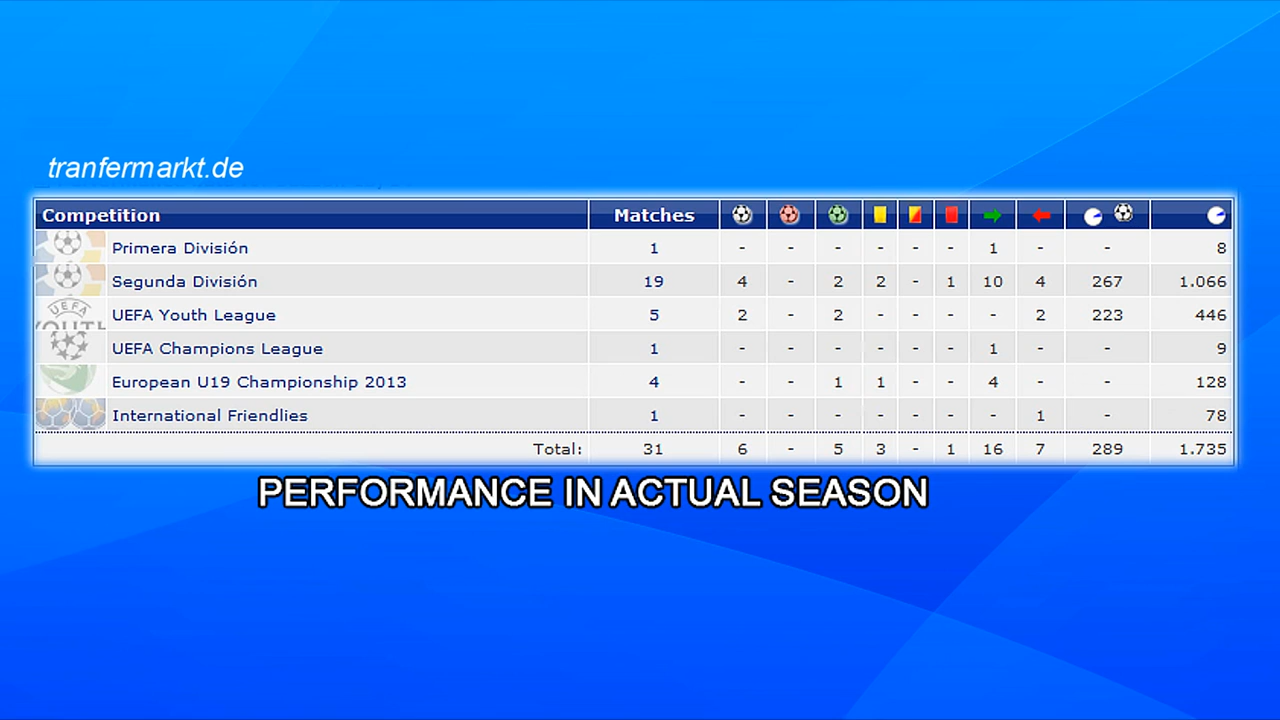 tranfermarkt.de
Competition Matches
Primera División 1 - - - - - - 1 - - 8
Segunda División 19 4 - 2 2 - 1 10 4 267 1.066
UEFA Youth League 5 2 - 2 - - - - 2 223 446
UEFA Champions League 1 - - - - - - 1 - - 9
European U19 Championship 2013 4 - - 1 1 - - 4 - - 128
International Friendlies 1 - - - - - - - 1 - 78
Total: 31 6 - 5 3 - 1 16 7 289 1.735
PERFORMANCE IN ACTUAL SEASON